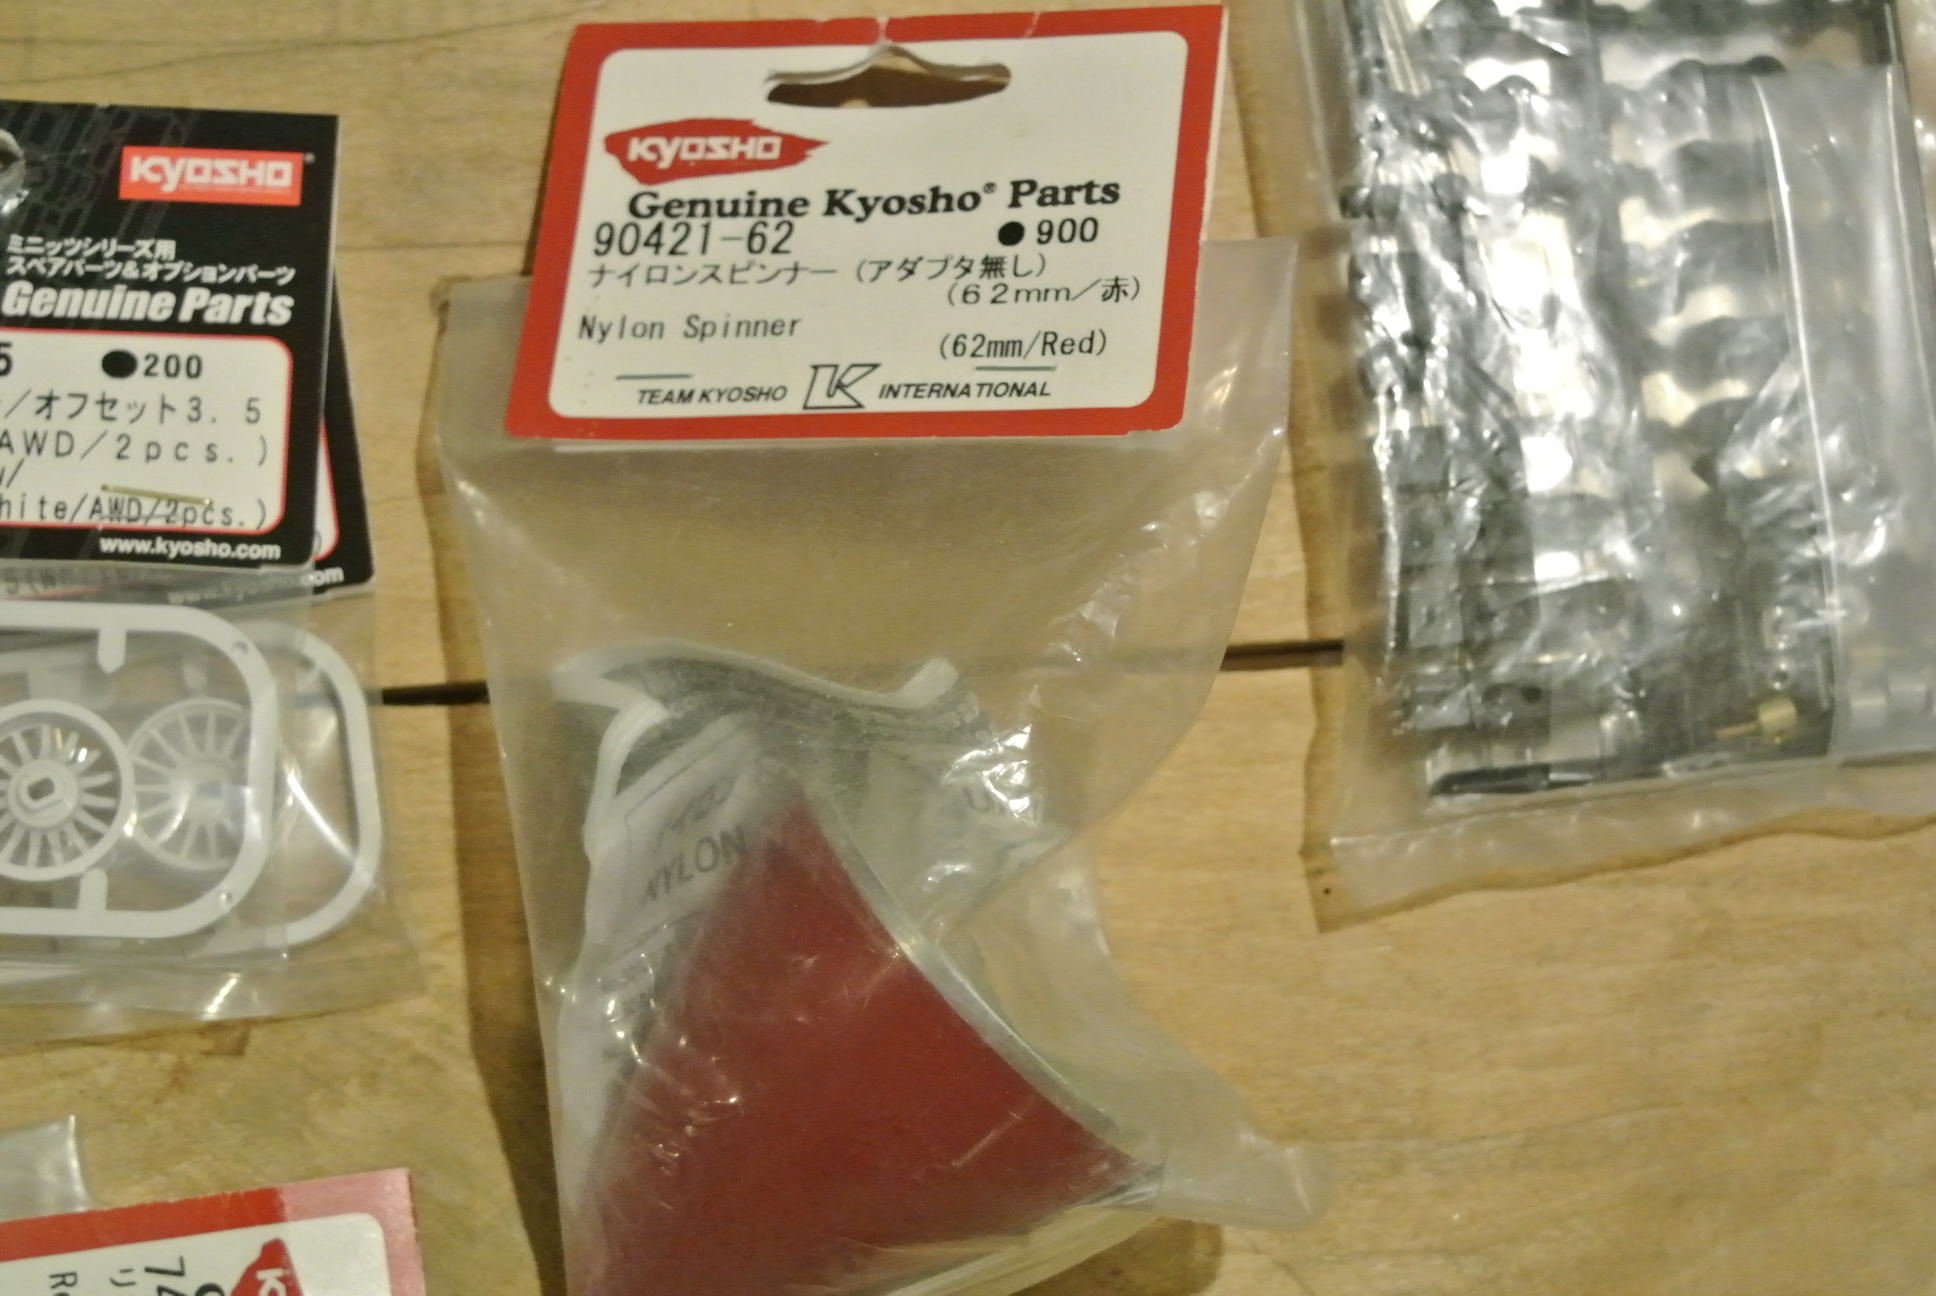 KYOSHO
ミニッツシリーズ用
スペアパーツ&オプションパーツ
Genuine Parts
5 ●200
/オフセット3.5
AWD/2pcs.)
hite/AWD/2pcs.)
www.kyosho.com
KYOSHO
Genuine Kyosho® Parts
90421-62 ●900
ナイロンスピンナー (アダプタ無し)
(62mm/赤)
Nylon Spinner
(62mm/Red)
TEAM KYOSHO K INTERNATIONAL
NYLON